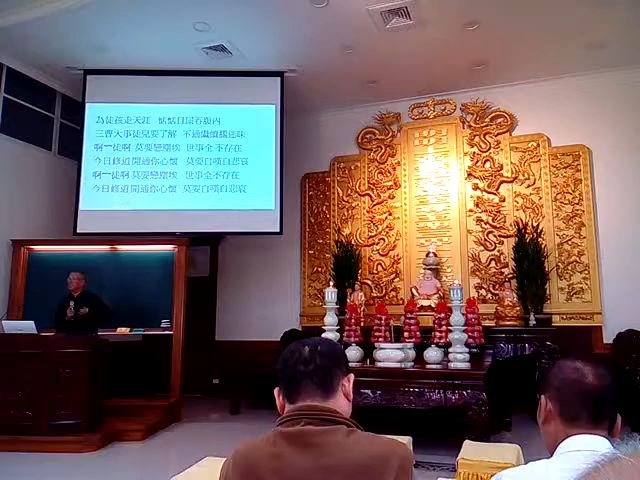 為徒孩走天涯 惦惦目屎吞腹內
三曹大事徒兒要了解 不通繼續擱迷昧
啊一徒啊 莫要戀塵埃 世事全不存在
今日修道開通你心懷 莫要自嘆自悲哀
啊一徒啊 莫要戀塵埃 世事全不存在
今日修道開通你心懷 莫要自嘆自悲哀